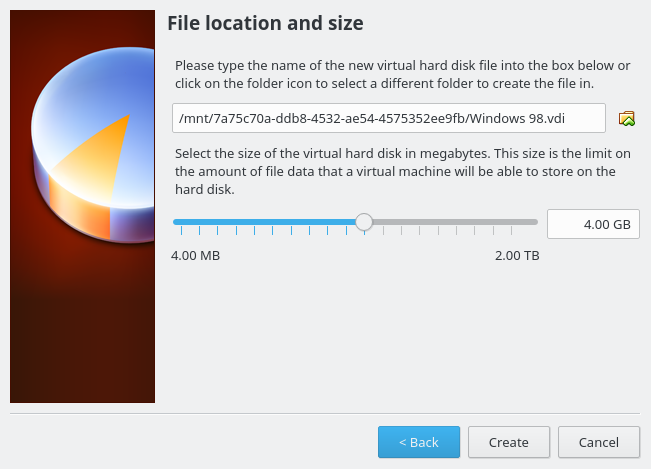 File location and size
Please type the name of the new virtual hard disk file into the box below or
click on the folder icon to select a different folder to create the file in.
/mnt/7a75c70a-ddb8-4532-ae54-4575352ee9fb/Windows 98.vdi
Select the size of the virtual hard disk in megabytes. This size is the limit on
the amount of file data that a virtual machine will be able to store on the
hard disk.
4.00 GB
4.00 MB
2.00 TB
< Back
Create
Cancel